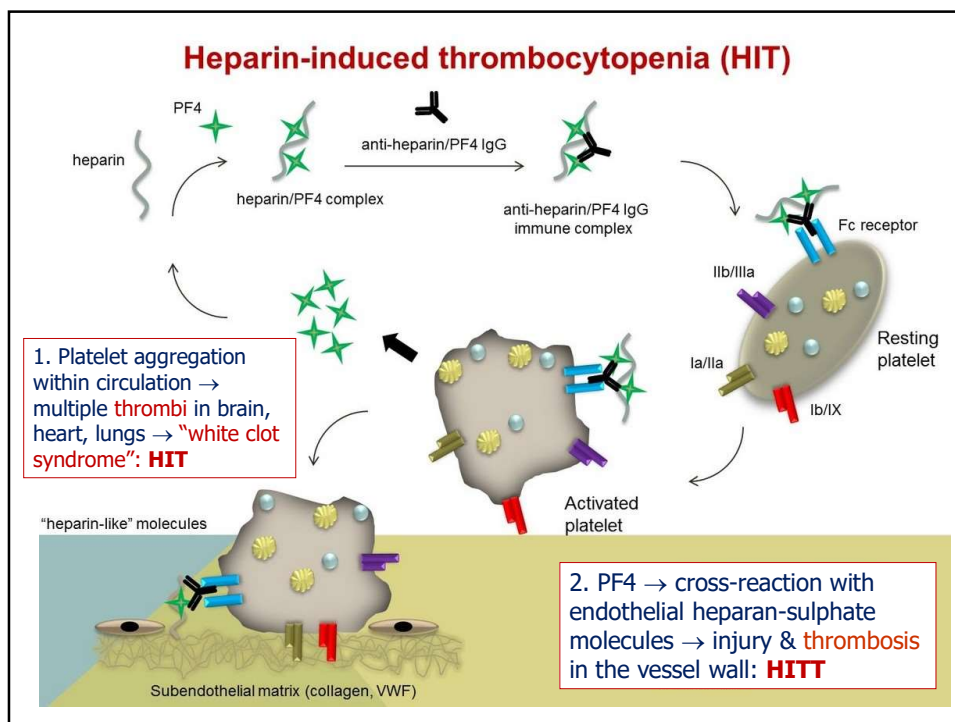 Heparin-induced thrombocytopenia (HIT)
PF4
heparin
heparin/PF4 complex
anti-heparin/PF4 IgG
anti-heparin/PF4 IgG
immune complex
Fc receptor
IIb/IIIa
Resting
platelet
Ia/IIa
Ib/IX
1. Platelet aggregation
within circulation →
multiple thrombi in brain,
heart, lungs → “white clot
syndrome”: HIT
Activated
platelet
“heparin-like” molecules
2. PF4 → cross-reaction with
endothelial heparan-sulphate
molecules → injury & thrombosis
in the vessel wall: HITT
Subendothelial matrix (collagen, VWF)